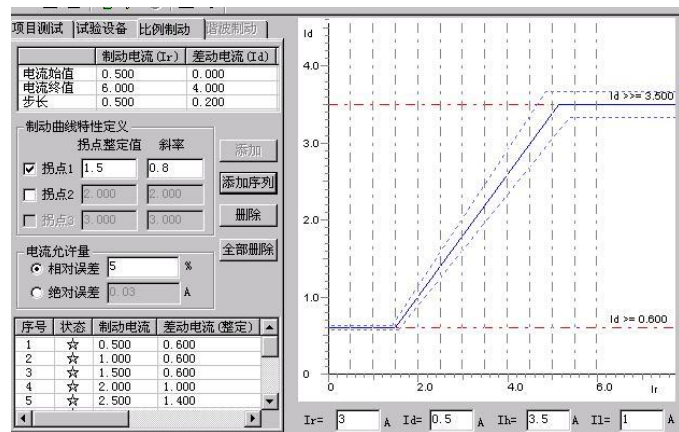 项目测试 试验设备 比例制动 谐波制动
制动电流(Ir) 差动电流(Id)
电流始值 0.500 0.000
电流终值 6.000 4.000
步长 0.500 0.200
制动曲线特性定义
拐点整定值 斜率
拐点1 1.5 0.8
拐点2 2.000 2.000
拐点3 3.000 3.000
添加
添加序列
删除
全部删除
电流允许量
相对误差 5 %
绝对误差 0.03 A
序号 状态 制动电流 差动电流(整定)
1 ☆ 0.500 0.600
2 ☆ 1.000 0.600
3 ☆ 1.500 0.600
4 ☆ 2.000 1.000
5 ☆ 2.500 1.400
Id
4.0
Id >>= 3.500
3.0
2.0
1.0
Id >= 0.600
0
0 2.0 4.0 6.0 Ir
Ir= 3 A Id= 0.5 A Ih= 3.5 A Il= 1 A